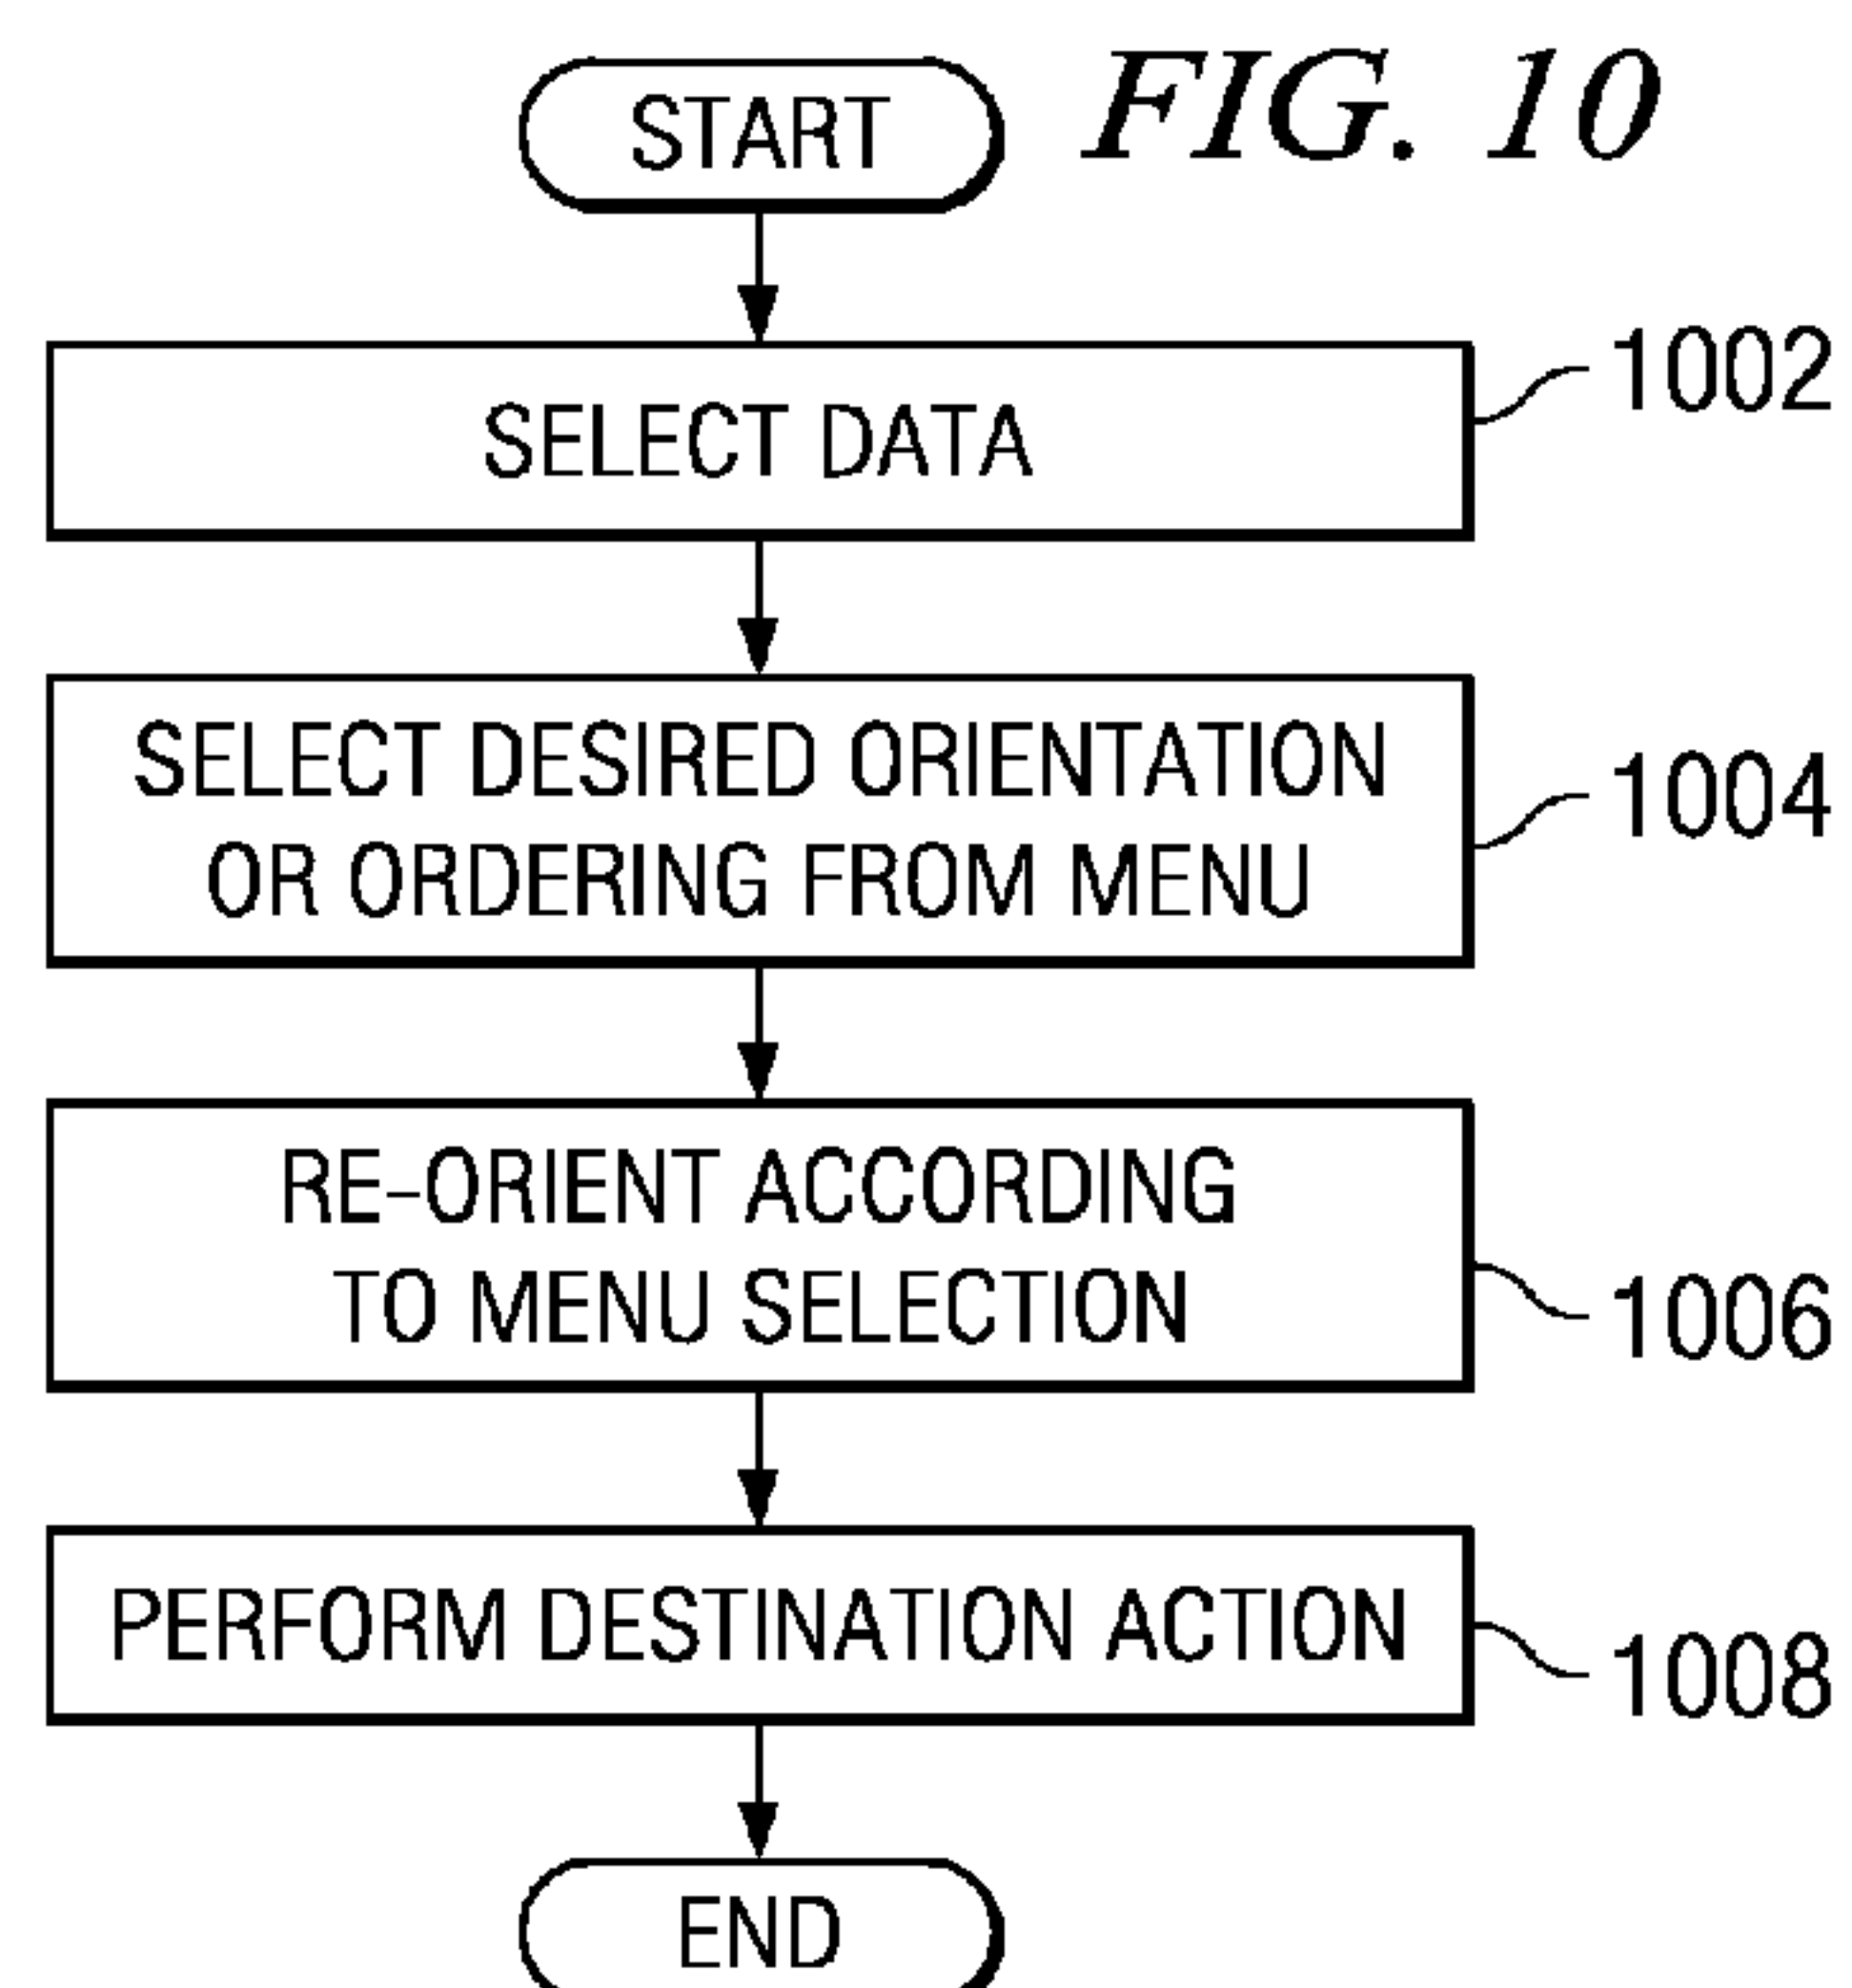 FIG. 10
START
SELECT DATA
1002
SELECT DESIRED ORIENTATION
OR ORDERING FROM MENU
1004
RE-ORIENT ACCORDING
TO MENU SELECTION
1006
PERFORM DESTINATION ACTION
1008
END